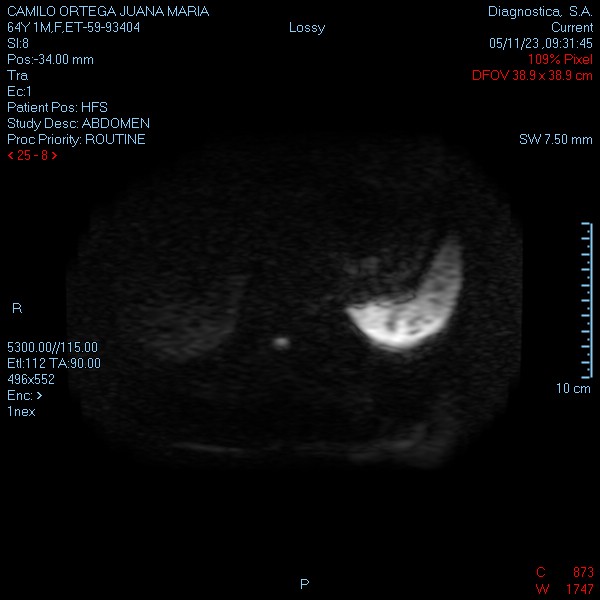 CAMILO ORTEGA JUANA MARIA
64Y 1M,F,ET-59-93404
SI:8
Pos:-34.00 mm
Tra
Ec:1
Patient Pos: HFS
Study Desc: ABDOMEN
Proc Priority: ROUTINE
< 25 - 8 >
Lossy
Diagnostica, S.A.
Current
05/11/23 ,09:31:45
109% Pixel
DFOV 38.9 x 38.9 cm
SW 7.50 mm
R
5300.00//115.00
Etl:112 TA:90.00
496x552
Enc: >
1nex
10 cm
P
C 873
W 1747